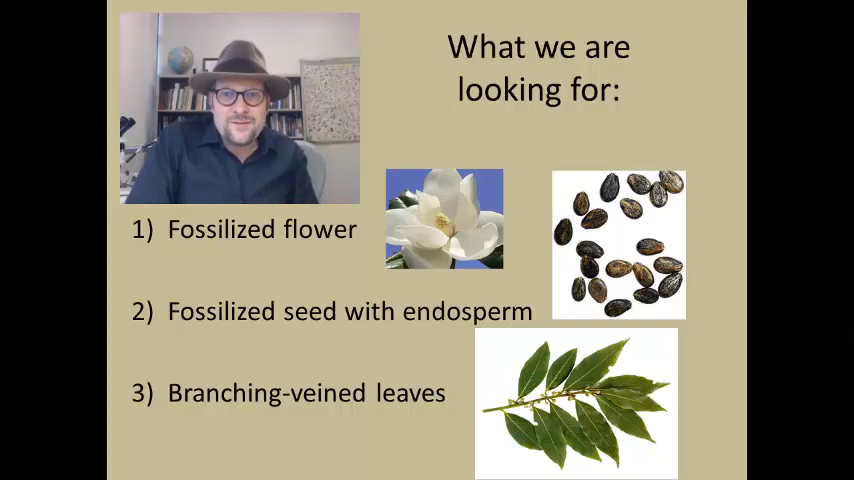 What we are
looking for:
1) Fossilized flower
2) Fossilized seed with endosperm
3) Branching-veined leaves